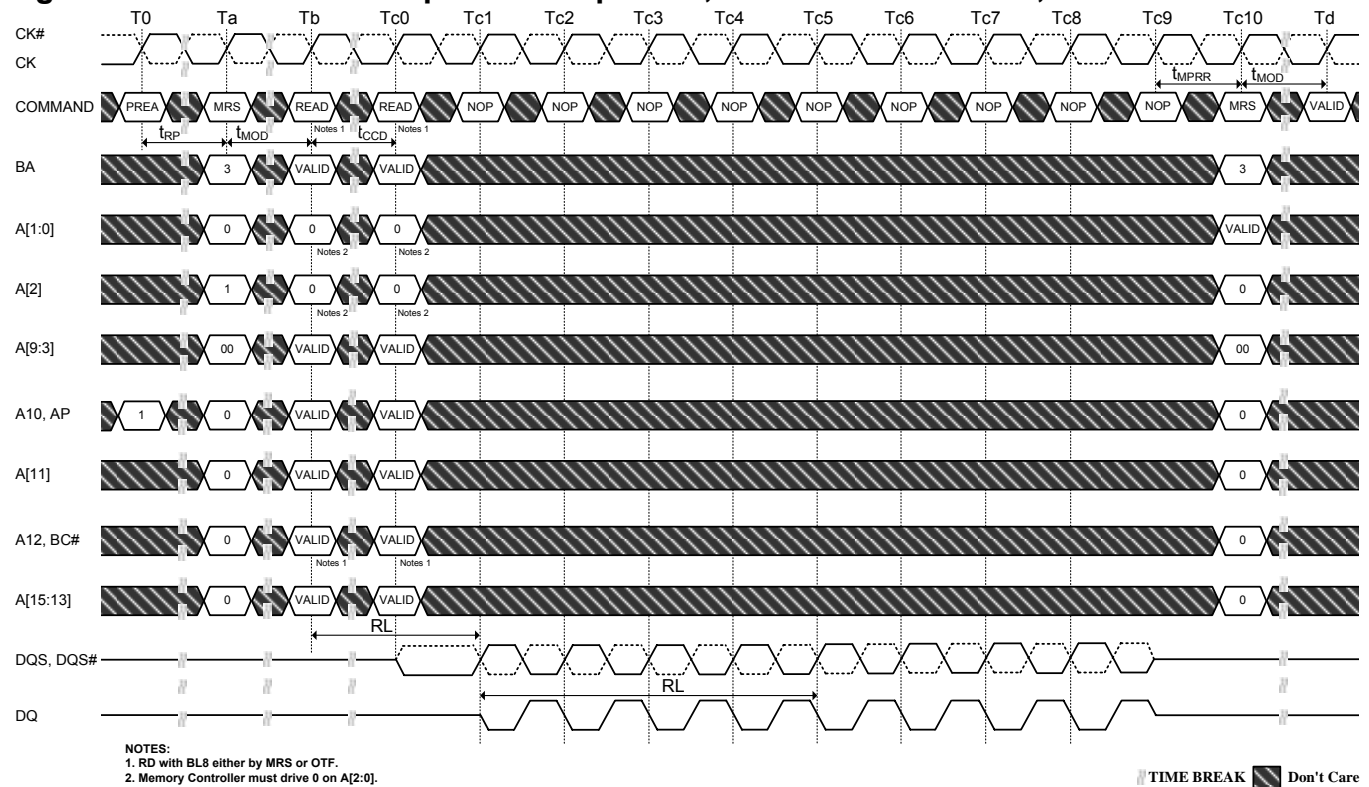 T0 Ta Tb Tc0 Tc1 Tc2 Tc3 Tc4 Tc5 Tc6 Tc7 Tc8 Tc9 Tc10 Td
CK#
CK
tMPRR tMOD
COMMAND PREA MRS READ READ NOP NOP NOP NOP NOP NOP NOP NOP NOP MRS VALID
Notes 1 Notes 1
tRP tMOD tCCD
BA 3 VALID VALID 3
A[1:0] 0 0 0 VALID
Notes 2 Notes 2
A[2] 1 0 0 0
Notes 2 Notes 2
A[9:3] 00 VALID VALID 00
A10, AP 1 0 VALID VALID 0
A[11] 0 VALID VALID 0
A12, BC# 0 VALID VALID 0
Notes 1 Notes 1
A[15:13] 0 VALID VALID 0
RL
DQS, DQS#
RL
DQ
NOTES:
1. RD with BL8 either by MRS or OTF.
2. Memory Controller must drive 0 on A[2:0].
TIME BREAK Don't Care